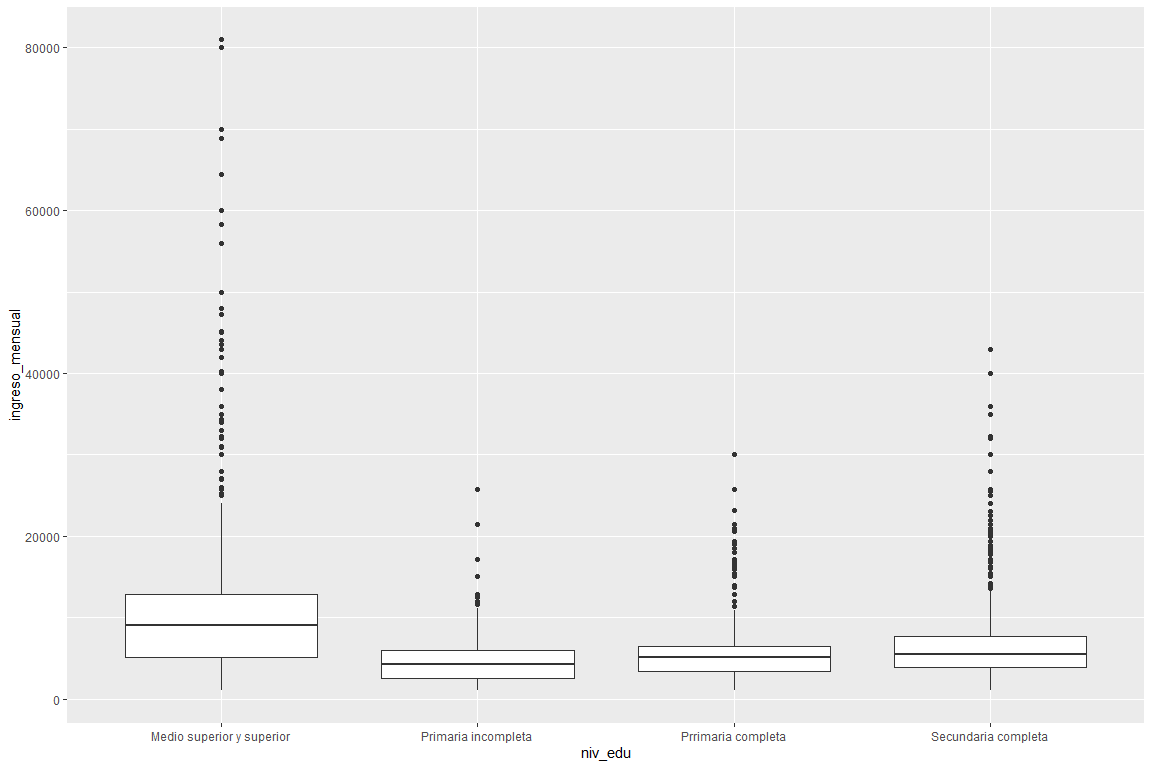 80000
60000
40000
20000
0
ingreso_mensual
Medio superior y superior
Primaria incompleta
Prrimaria completa
Secundaria completa
niv_edu